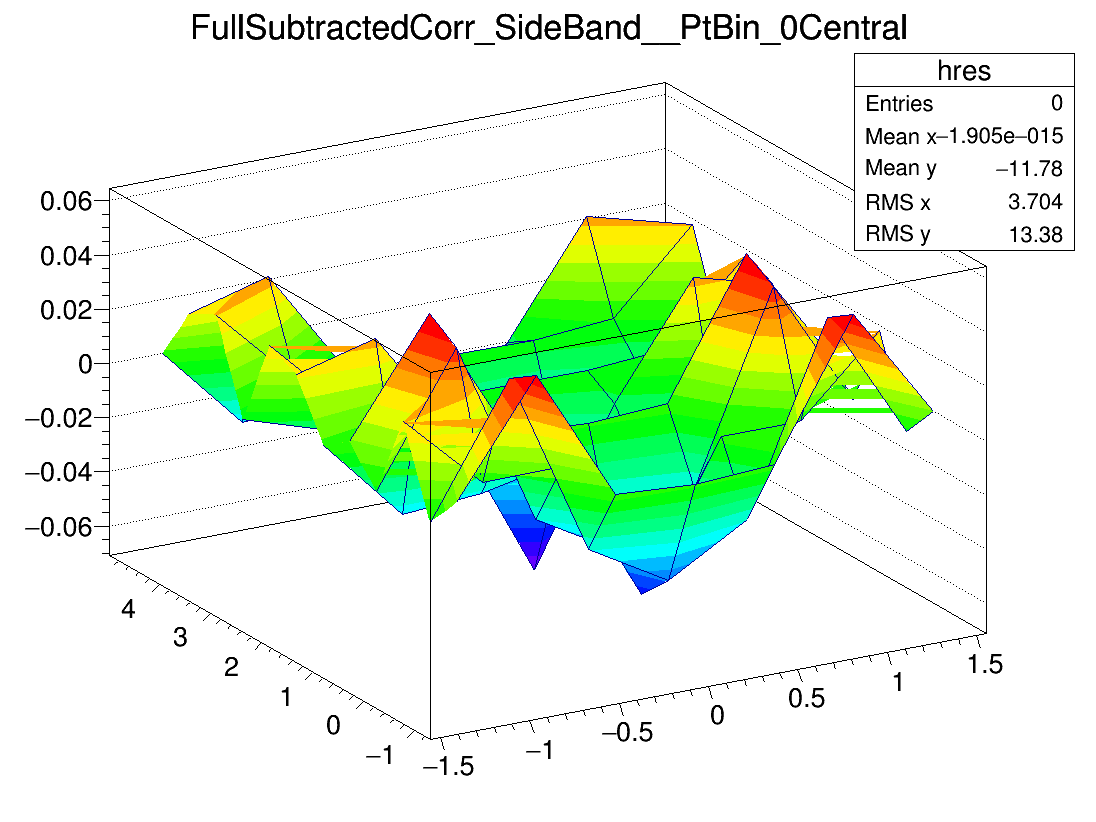 FullSubtractedCorr_SideBand__PtBin_0Central
hres
Entries 0
Mean x −1.905e−015
Mean y −11.78
RMS x 3.704
RMS y 13.38
0.06
0.04
0.02
0
−0.02
−0.04
−0.06
4
3
2
1
0
−1
−1.5
−1
−0.5
0
0.5
1
1.5